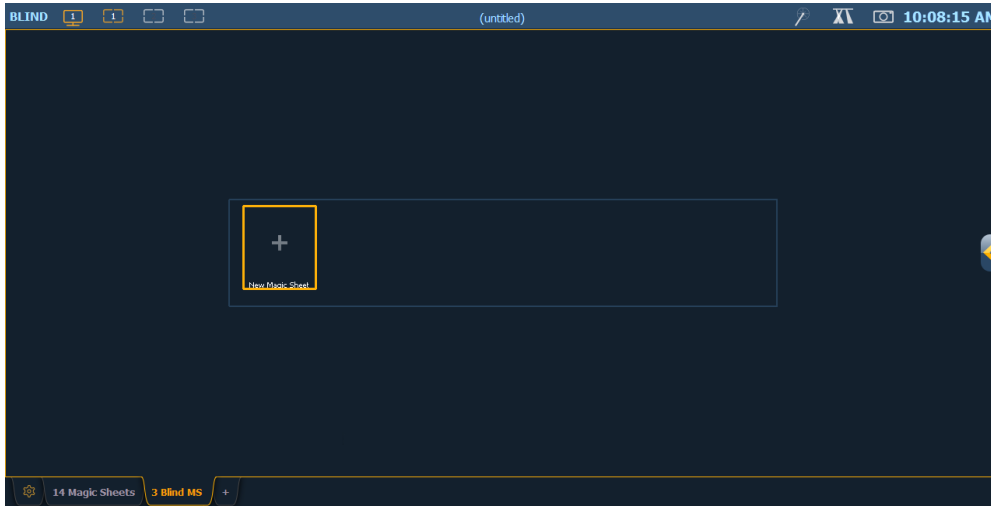 BLIND 1 1 (untitled) 10:08:15 AM
+
New Magic Sheet
14 Magic Sheets 3 Blind MS +